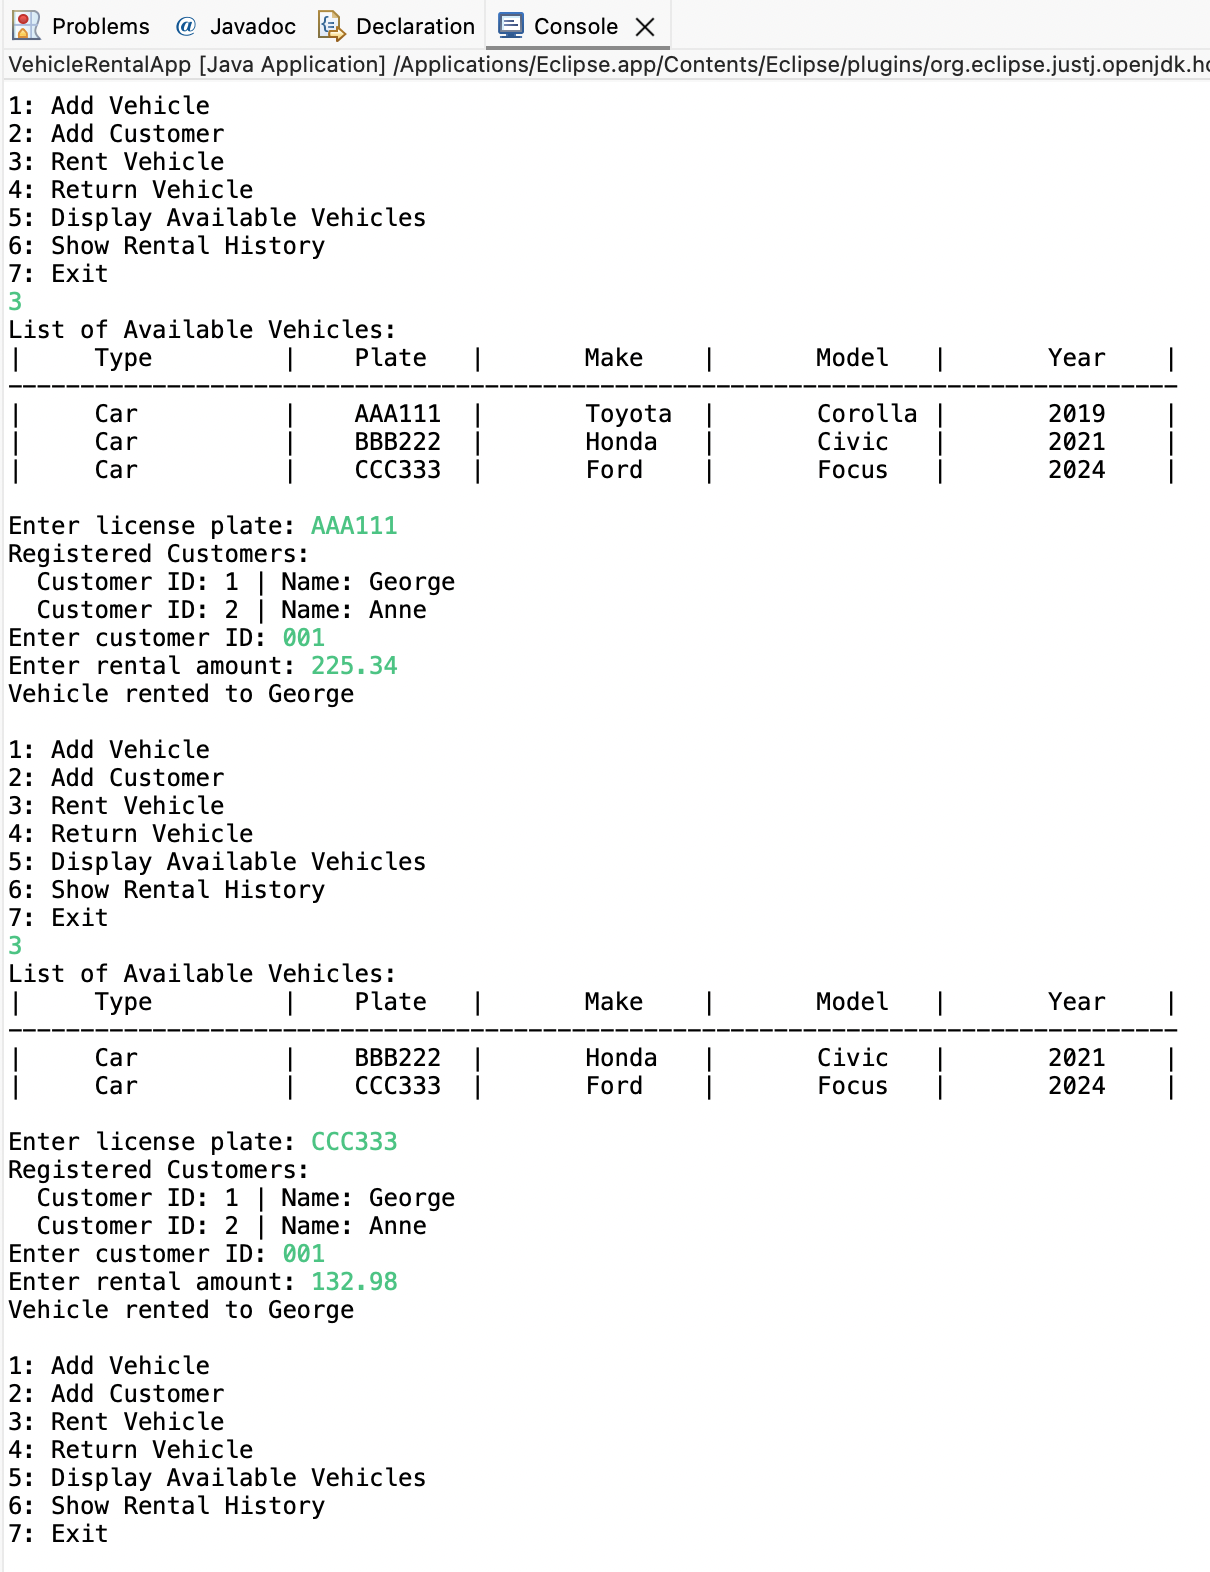 Problems @ Javadoc Declaration Console
VehicleRentalApp [Java Application] /Applications/Eclipse.app/Contents/Eclipse/plugins/org.eclipse.justj.openjdk.ho
1: Add Vehicle
2: Add Customer
3: Rent Vehicle
4: Return Vehicle
5: Display Available Vehicles
6: Show Rental History
7: Exit
3
List of Available Vehicles:
|     Type         |    Plate   |       Make    |       Model   |       Year    |
---------------------------------------------------------------------------------
|     Car          |    AAA111  |       Toyota  |       Corolla |       2019    |
|     Car          |    BBB222  |       Honda   |       Civic   |       2021    |
|     Car          |    CCC333  |       Ford    |       Focus   |       2024    |
Enter license plate: AAA111
Registered Customers:
  Customer ID: 1 | Name: George
  Customer ID: 2 | Name: Anne
Enter customer ID: 001
Enter rental amount: 225.34
Vehicle rented to George
1: Add Vehicle
2: Add Customer
3: Rent Vehicle
4: Return Vehicle
5: Display Available Vehicles
6: Show Rental History
7: Exit
3
List of Available Vehicles:
|     Type         |    Plate   |       Make    |       Model   |       Year    |
---------------------------------------------------------------------------------
|     Car          |    BBB222  |       Honda   |       Civic   |       2021    |
|     Car          |    CCC333  |       Ford    |       Focus   |       2024    |
Enter license plate: CCC333
Registered Customers:
  Customer ID: 1 | Name: George
  Customer ID: 2 | Name: Anne
Enter customer ID: 001
Enter rental amount: 132.98
Vehicle rented to George
1: Add Vehicle
2: Add Customer
3: Rent Vehicle
4: Return Vehicle
5: Display Available Vehicles
6: Show Rental History
7: Exit